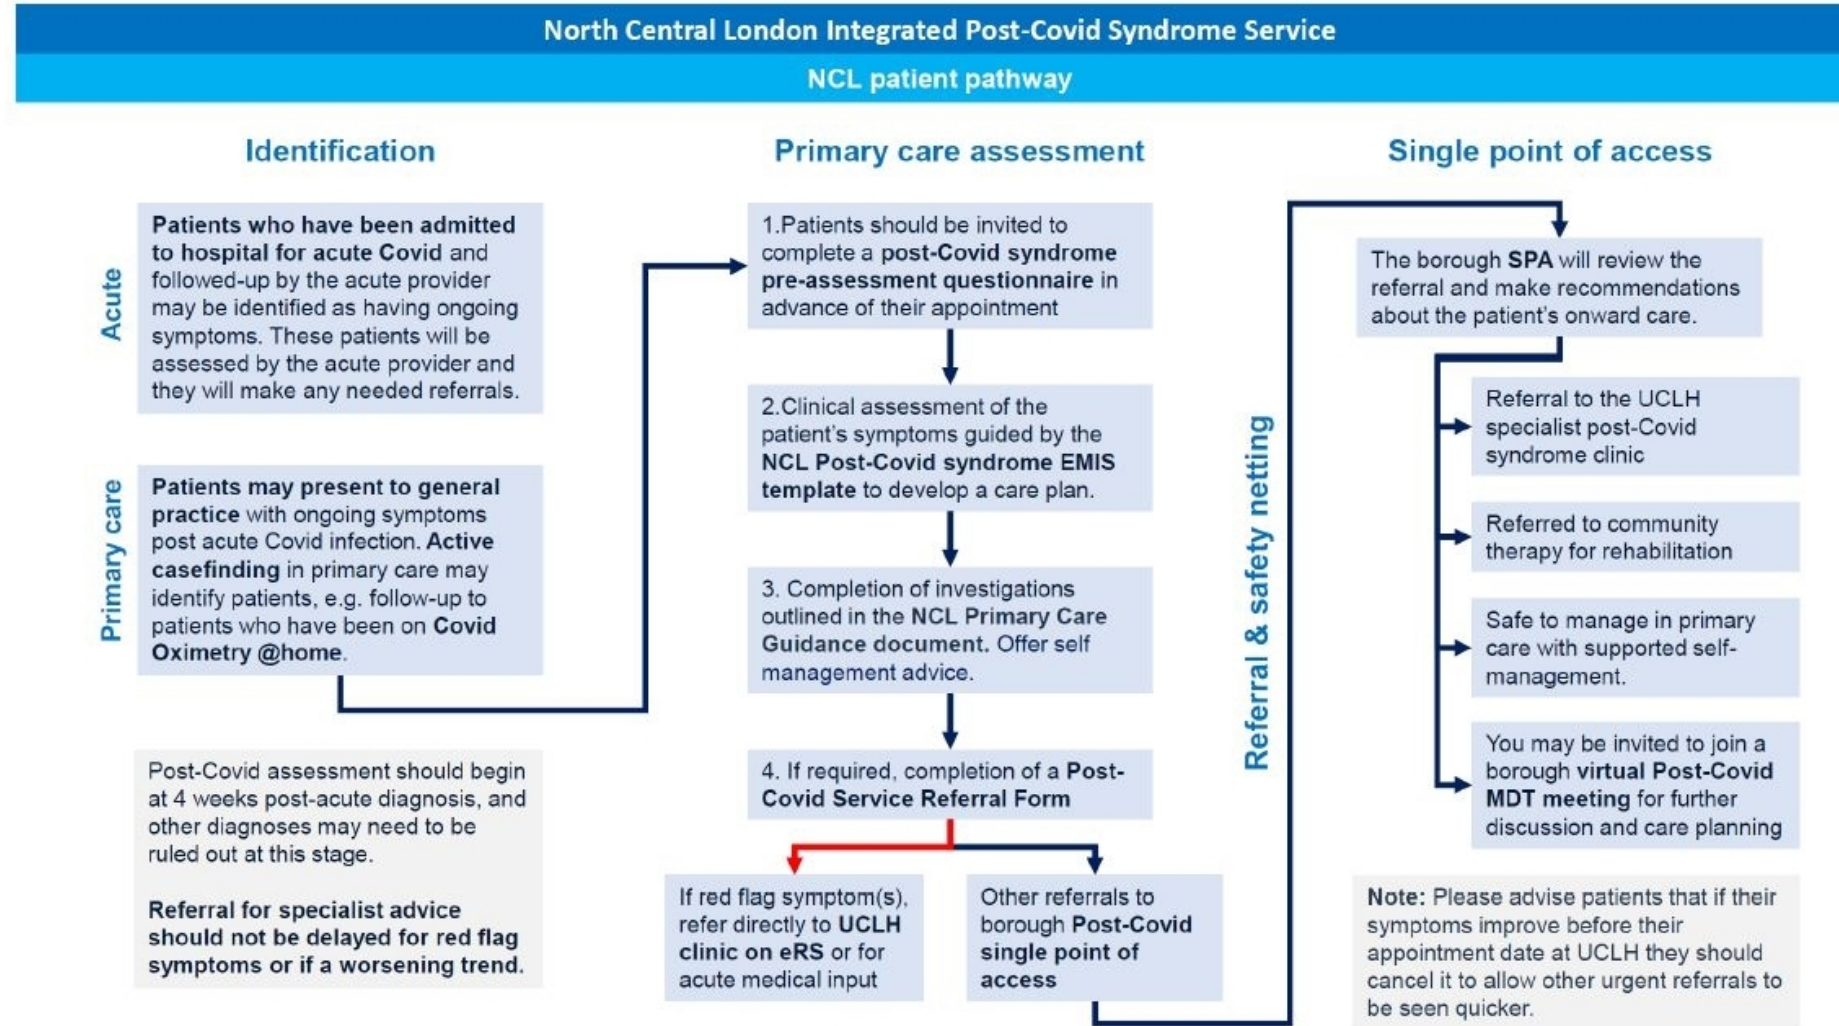 North Central London Integrated Post-Covid Syndrome Service
NCL patient pathway
Identification
Acute
Patients who have been admitted
to hospital for acute Covid and
followed-up by the acute provider
may be identified as having ongoing
symptoms. These patients will be
assessed by the acute provider and
they will make any needed referrals.
Primary care
Patients may present to general
practice with ongoing symptoms
post acute Covid infection. Active
casefinding in primary care may
identify patients, e.g. follow-up to
patients who have been on Covid
Oximetry @home.
Post-Covid assessment should begin
at 4 weeks post-acute diagnosis, and
other diagnoses may need to be
ruled out at this stage.
Referral for specialist advice
should not be delayed for red flag
symptoms or if a worsening trend.
Primary care assessment
1.Patients should be invited to
complete a post-Covid syndrome
pre-assessment questionnaire in
advance of their appointment
2.Clinical assessment of the
patient's symptoms guided by the
NCL Post-Covid syndrome EMIS
template to develop a care plan.
3. Completion of investigations
outlined in the NCL Primary Care
Guidance document. Offer self
management advice.
4. If required, completion of a Post-
Covid Service Referral Form
If red flag symptom(s),
refer directly to UCLH
clinic on eRS or for
acute medical input
Other referrals to
borough Post-Covid
single point of
access
Referral & safety netting
Single point of access
The borough SPA will review the
referral and make recommendations
about the patient's onward care.
Referral to the UCLH
specialist post-Covid
syndrome clinic
Referred to community
therapy for rehabilitation
Safe to manage in primary
care with supported self-
management.
You may be invited to join a
borough virtual Post-Covid
MDT meeting for further
discussion and care planning
Note: Please advise patients that if their
symptoms improve before their
appointment date at UCLH they should
cancel it to allow other urgent referrals to
be seen quicker.